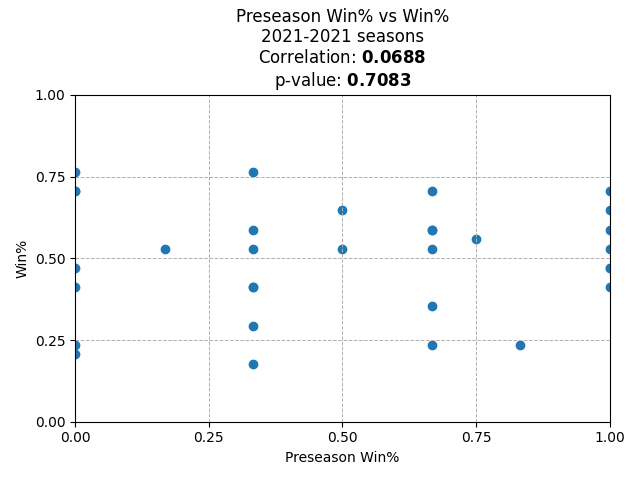 Preseason Win% vs Win%
2021-2021 seasons
Correlation: 0.0688
p-value: 0.7083
1.00
0.75
0.50
0.25
0.00
Win%
0.00 0.25 0.50 0.75 1.00
Preseason Win%